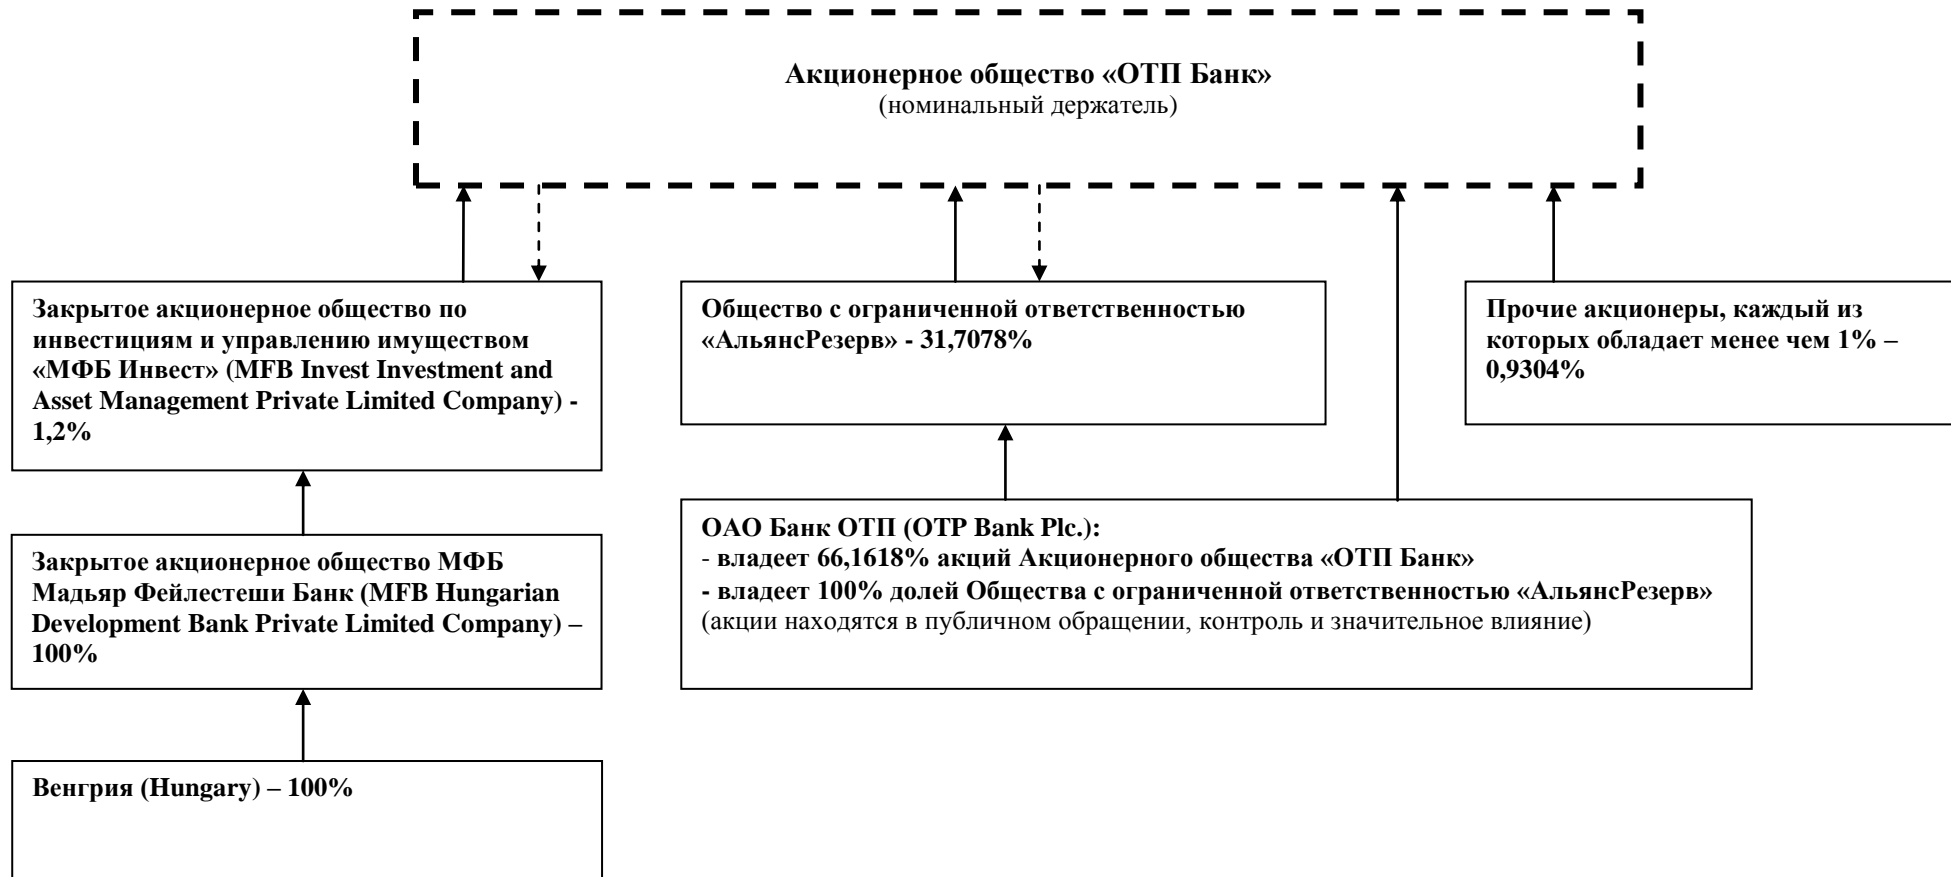 Акционерное общество «ОТП Банк»
(номинальный держатель)
Закрытое акционерное общество по
инвестициям и управлению имуществом
«МФБ Инвест» (MFB Invest Investment and
Asset Management Private Limited Company) -
1,2%
Общество с ограниченной ответственностью
«АльянсРезерв» - 31,7078%
Прочие акционеры, каждый из
которых обладает менее чем 1% –
0,9304%
Закрытое акционерное общество МФБ
Мадьяр Фейлестеши Банк (MFB Hungarian
Development Bank Private Limited Company) –
100%
ОАО Банк ОТП (OTP Bank Plc.):
- владеет 66,1618% акций Акционерного общества «ОТП Банк»
- владеет 100% долей Общества с ограниченной ответственностью «АльянсРезерв»
(акции находятся в публичном обращении, контроль и значительное влияние)
Венгрия (Hungary) – 100%